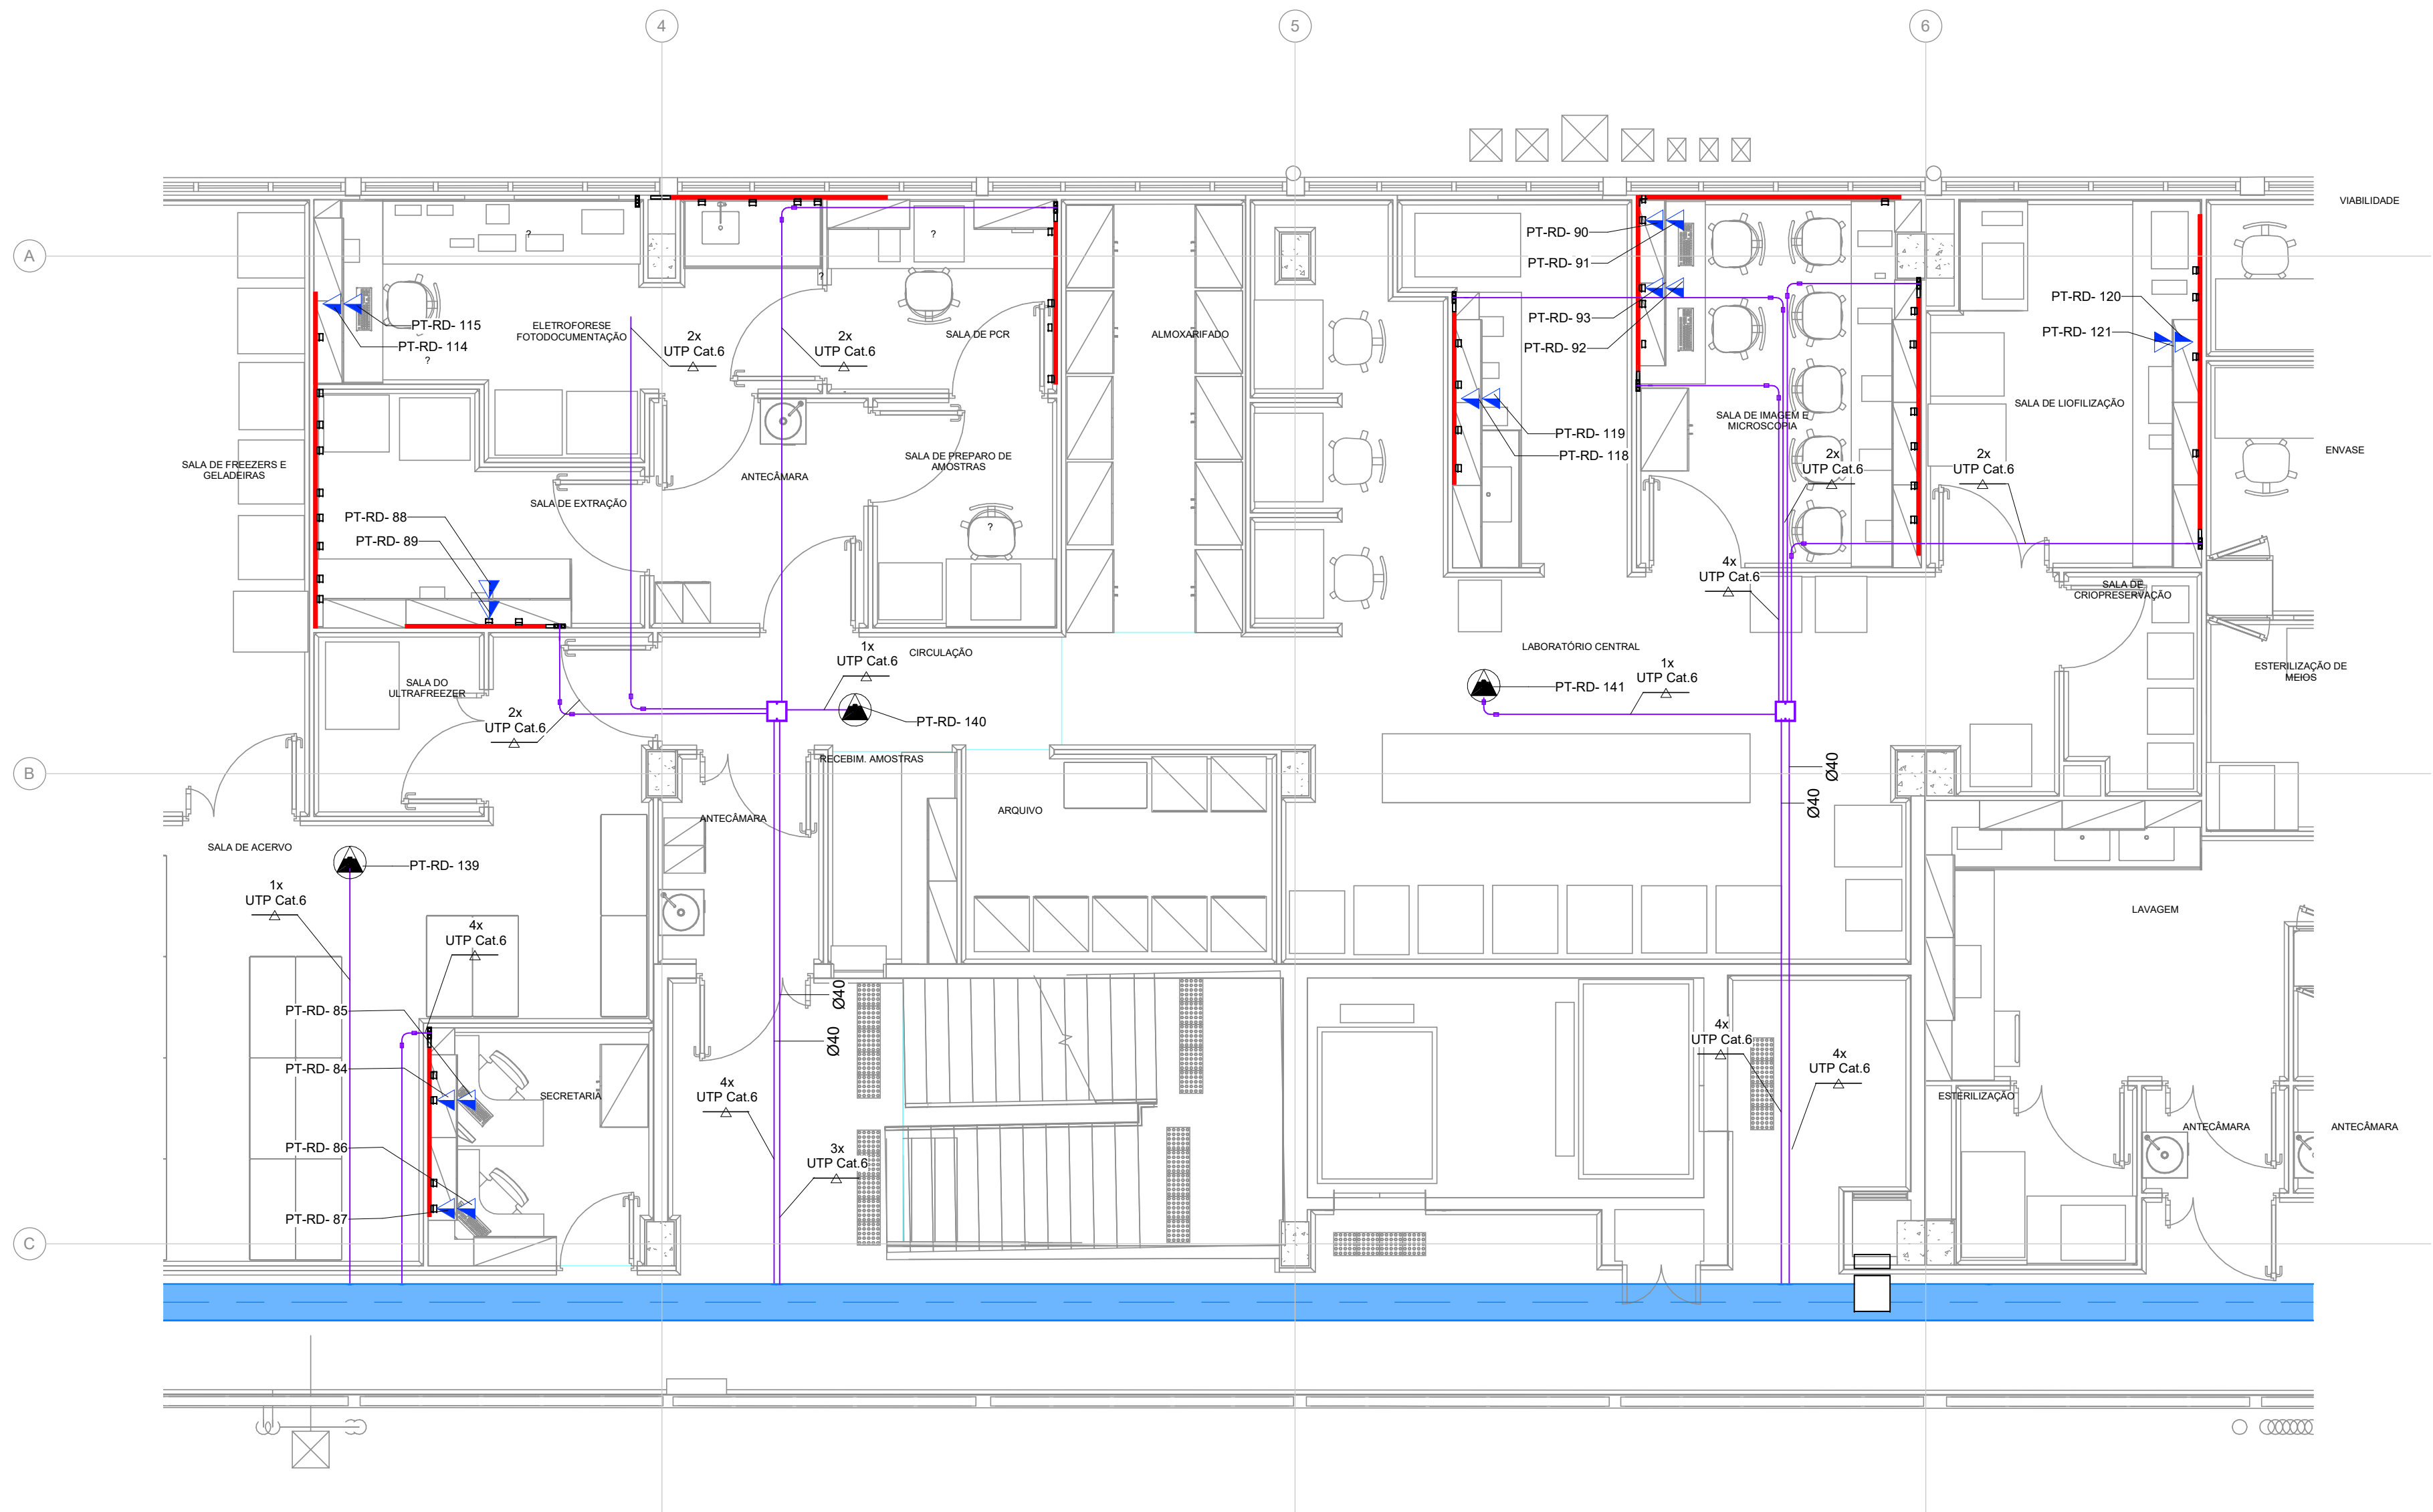 4
5
6
A
B
C
VIABILIDADE
?
?
?
?
?
PT-RD- 115
PT-RD- 114
ELETROFORESE
FOTODOCUMENTAÇÃO
2x
UTP Cat.6
2x
UTP Cat.6
SALA DE PCR
ALMOXARIFADO
PT-RD- 90
PT-RD- 91
PT-RD- 93
PT-RD- 92
PT-RD- 120
PT-RD- 121
SALA DE LIOFILIZAÇÃO
SALA DE IMAGEM E
MICROSCOPIA
PT-RD- 119
PT-RD- 118
ENVASE
SALA DE FREEZERS E
GELADEIRAS
SALA DE EXTRAÇÃO
ANTECÂMARA
SALA DE PREPARO DE
AMOSTRAS
2x
UTP Cat.6
2x
UTP Cat.6
PT-RD- 88
PT-RD- 89
4x
UTP Cat.6
SALA DE
CRIOPRESERVAÇÃO
LABORATÓRIO CENTRAL
CIRCULAÇÃO
1x
UTP Cat.6
1x
UTP Cat.6
ESTERILIZAÇÃO DE
MEIOS
SALA DO
ULTRAFREEZER
2x
UTP Cat.6
PT-RD- 140
PT-RD- 141
RECEBIM. AMOSTRAS
Ø40
Ø40
ARQUIVO
ANTECÂMARA
SALA DE ACERVO
PT-RD- 139
1x
UTP Cat.6
4x
UTP Cat.6
LAVAGEM
PT-RD- 85
PT-RD- 84
PT-RD- 86
PT-RD- 87
SECRETARIA
Ø40
Ø40
4x
UTP Cat.6
3x
UTP Cat.6
4x
UTP Cat.6
4x
UTP Cat.6
ESTERILIZAÇÃO
ANTECÂMARA
ANTECÂMARA